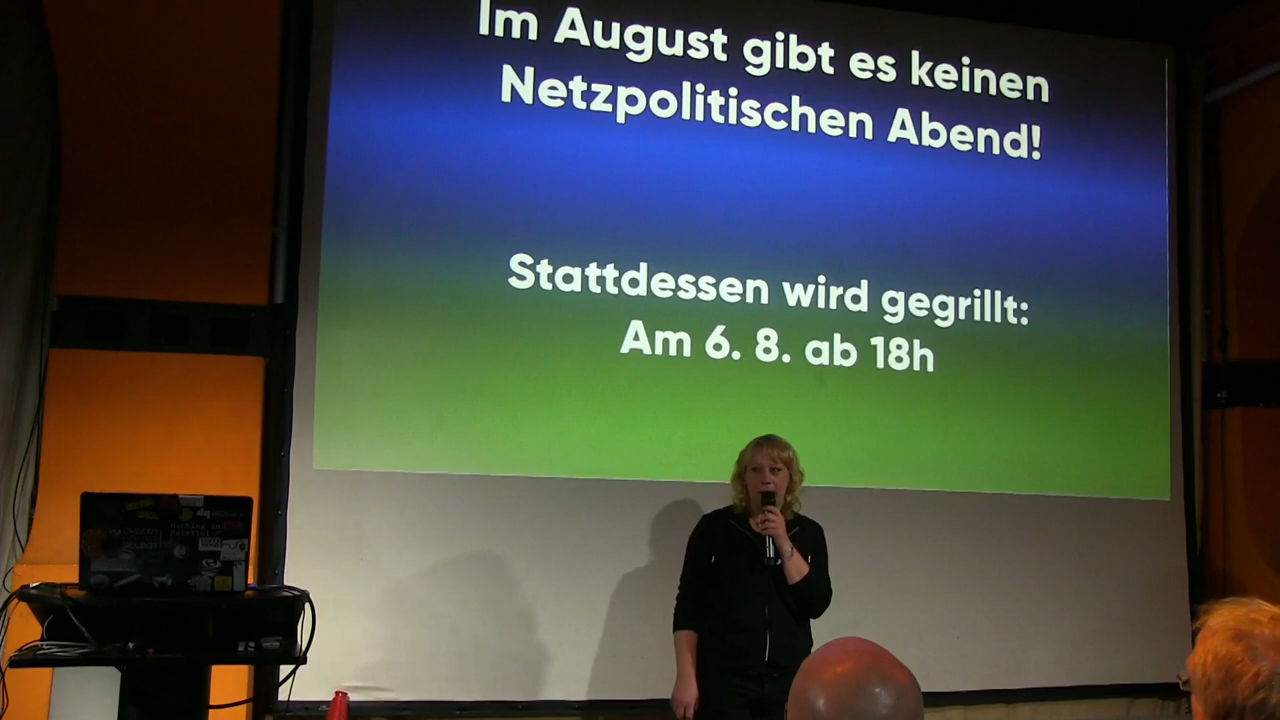 Im August gibt es keinen
Netzpolitischen Abend!
Stattdessen wird gegrillt:
Am 6. 8. ab 18h